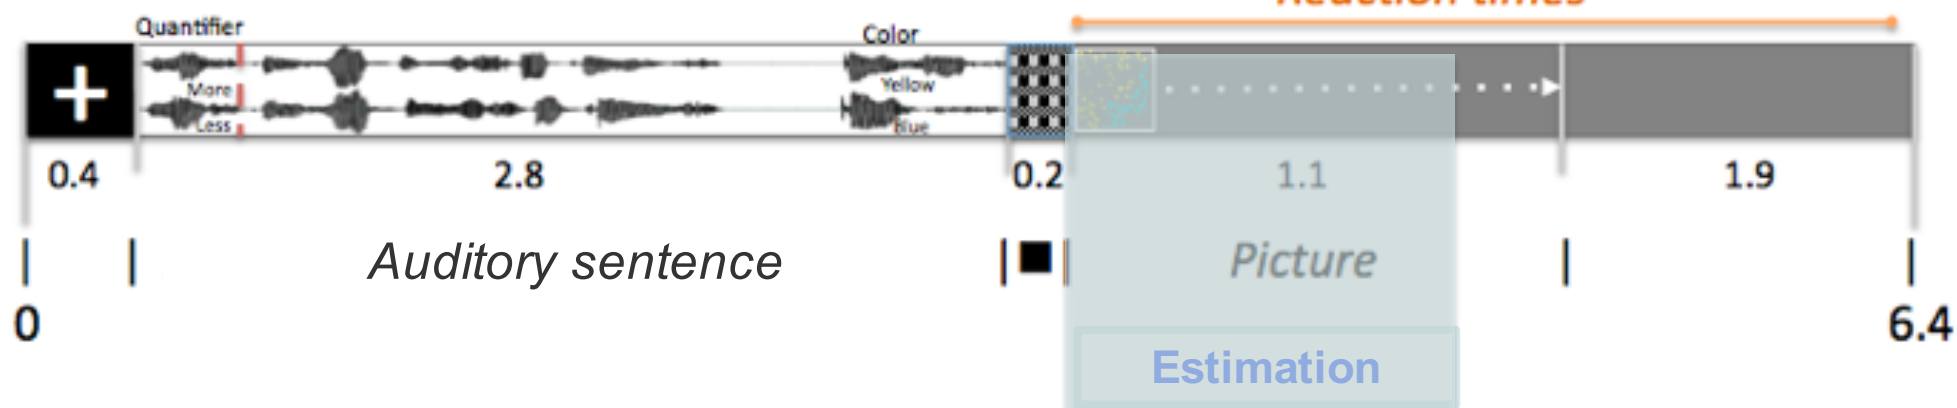 Reaction times
Quantifier
Color
More
Yellow
Less
Blue
0.4
2.8
0.2
1.1
1.9
Auditory sentence
Picture
0
6.4
Estimation